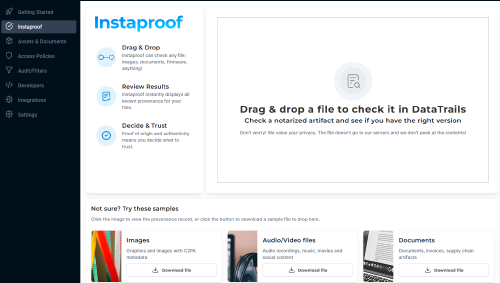 Getting Started
Instaproof
Assets & Documents
Access Policies
Audit/Filters
Developers
Integrations
Settings
Instaproof
Drag & Drop
Instaproof can check any file:
images, documents, firmware,
anything!
Review Results
Instaproof instantly displays all
known provenance for your
files.
Decide & Trust
Proof of origin and authenticity
means you decide what to
trust.
Drag & drop a file to check it in DataTrails
Check a notarized artifact and see if you have the right version
Don't worry! We value your privacy. The file doesn't go to our servers and we don't peek at the contents!
Not sure? Try these samples
Click the image to view the provenance record, or click the button to download a sample file to drop here.
Images
Graphics and images with C2PA
metadata
Download file
Audio/Video files
Audio recordings, music, movies and
social content
Download file
Documents
Documents, invoices, supply chain
artifacts
Download file